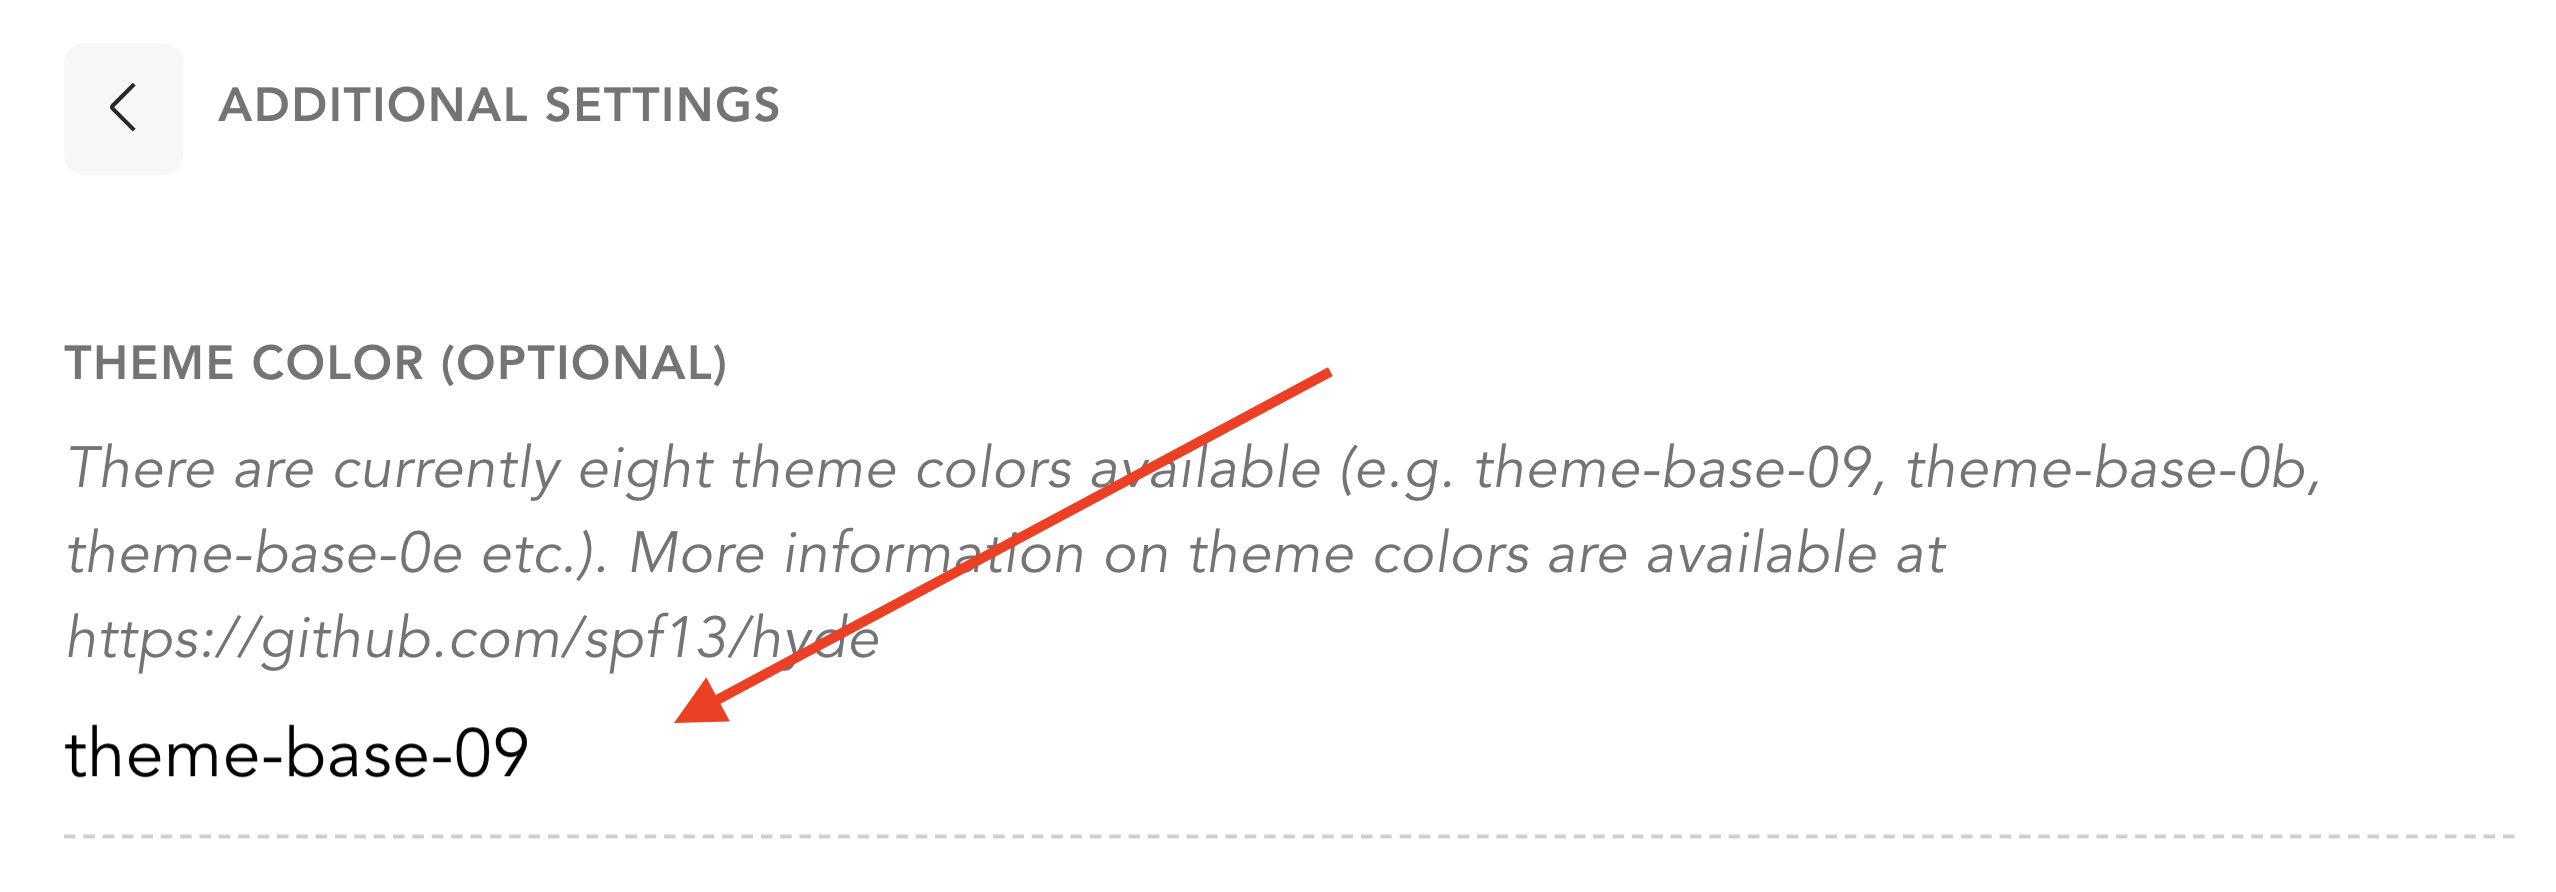 ADDITIONAL SETTINGS
THEME COLOR (OPTIONAL)
There are currently eight theme colors available (e.g. theme-base-09, theme-base-0b,
theme-base-0e etc.). More information on theme colors are available at
https://github.com/spf13/hyde
theme-base-09